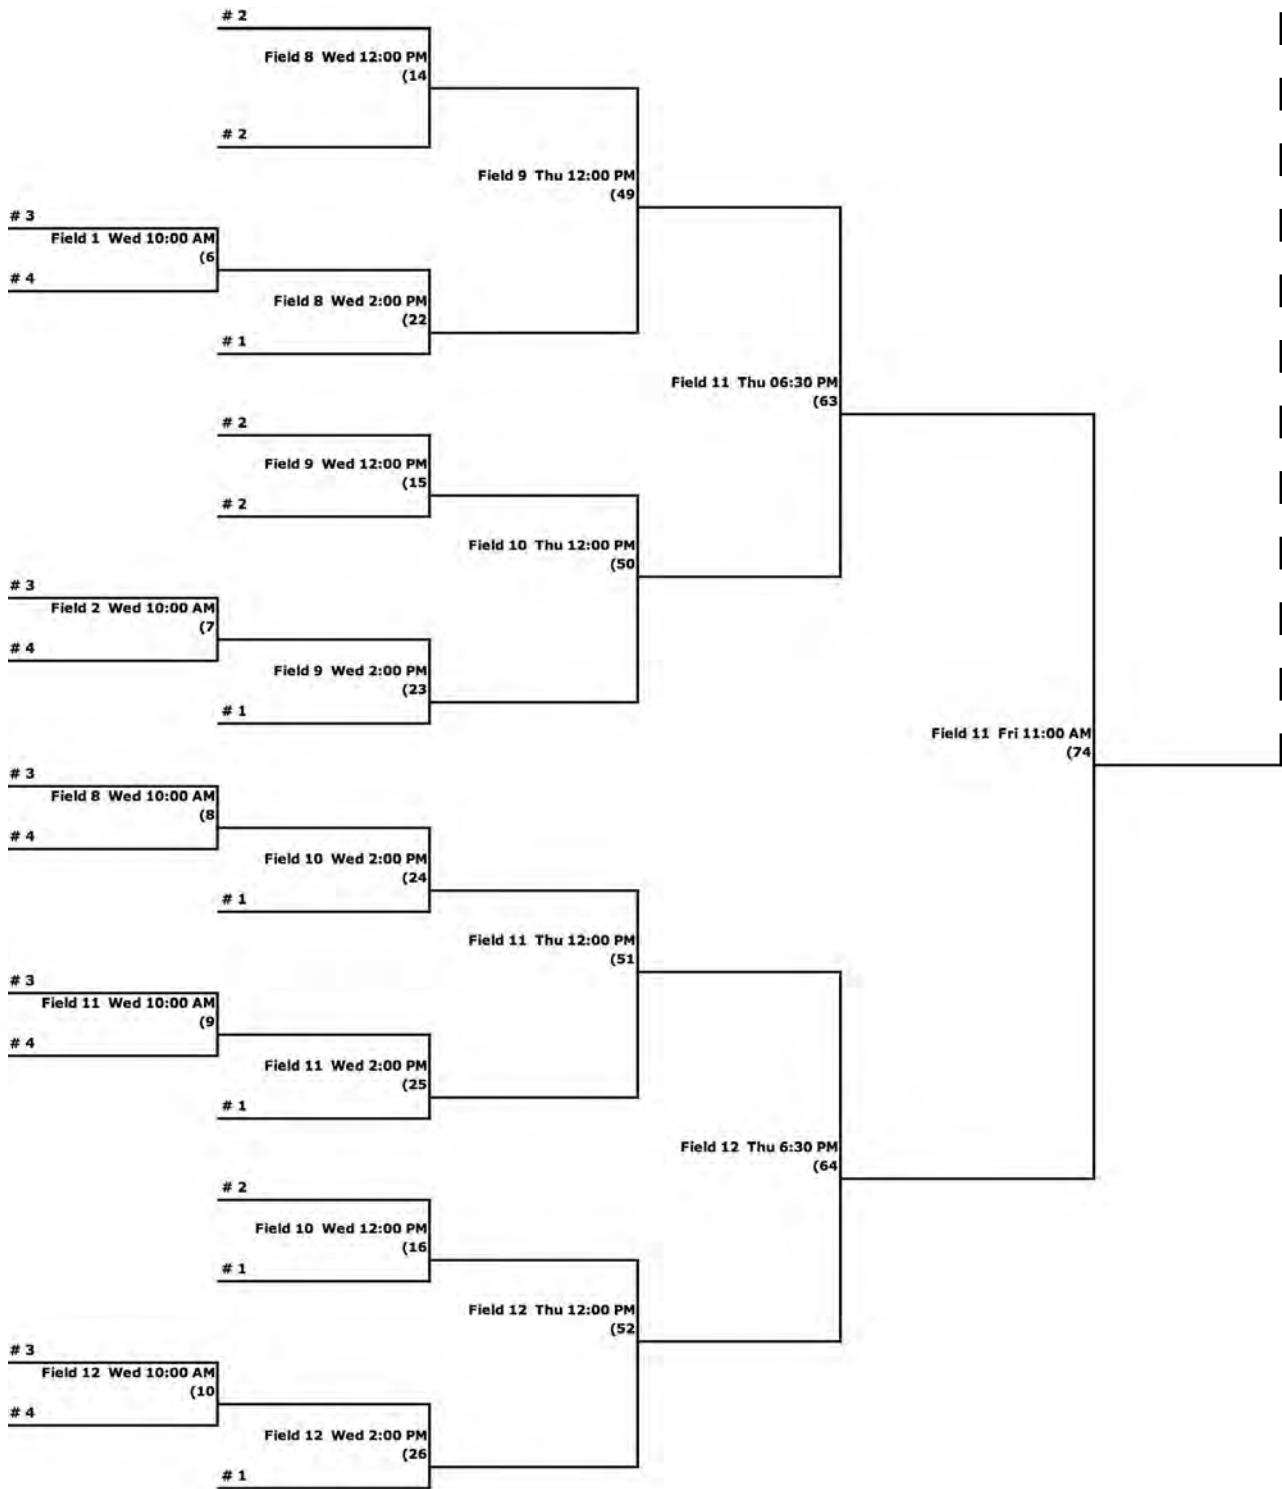 # 2
Field 8 Wed 12:00 PM
(14
# 2
Field 9 Thu 12:00 PM
(49
# 3
Field 1 Wed 10:00 AM
(6
# 4
Field 8 Wed 2:00 PM
(22
# 1
Field 11 Thu 06:30 PM
(63
# 2
Field 9 Wed 12:00 PM
(15
# 2
Field 10 Thu 12:00 PM
(50
# 3
Field 2 Wed 10:00 AM
(7
# 4
Field 9 Wed 2:00 PM
(23
# 1
Field 11 Fri 11:00 AM
(74
# 3
Field 8 Wed 10:00 AM
(8
# 4
Field 10 Wed 2:00 PM
(24
# 1
Field 11 Thu 12:00 PM
(51
# 3
Field 11 Wed 10:00 AM
(9
# 4
Field 11 Wed 2:00 PM
(25
# 1
Field 12 Thu 6:30 PM
(64
# 2
Field 10 Wed 12:00 PM
(16
# 1
Field 12 Thu 12:00 PM
(52
# 3
Field 12 Wed 10:00 AM
(10
# 4
Field 12 Wed 2:00 PM
(26
# 1